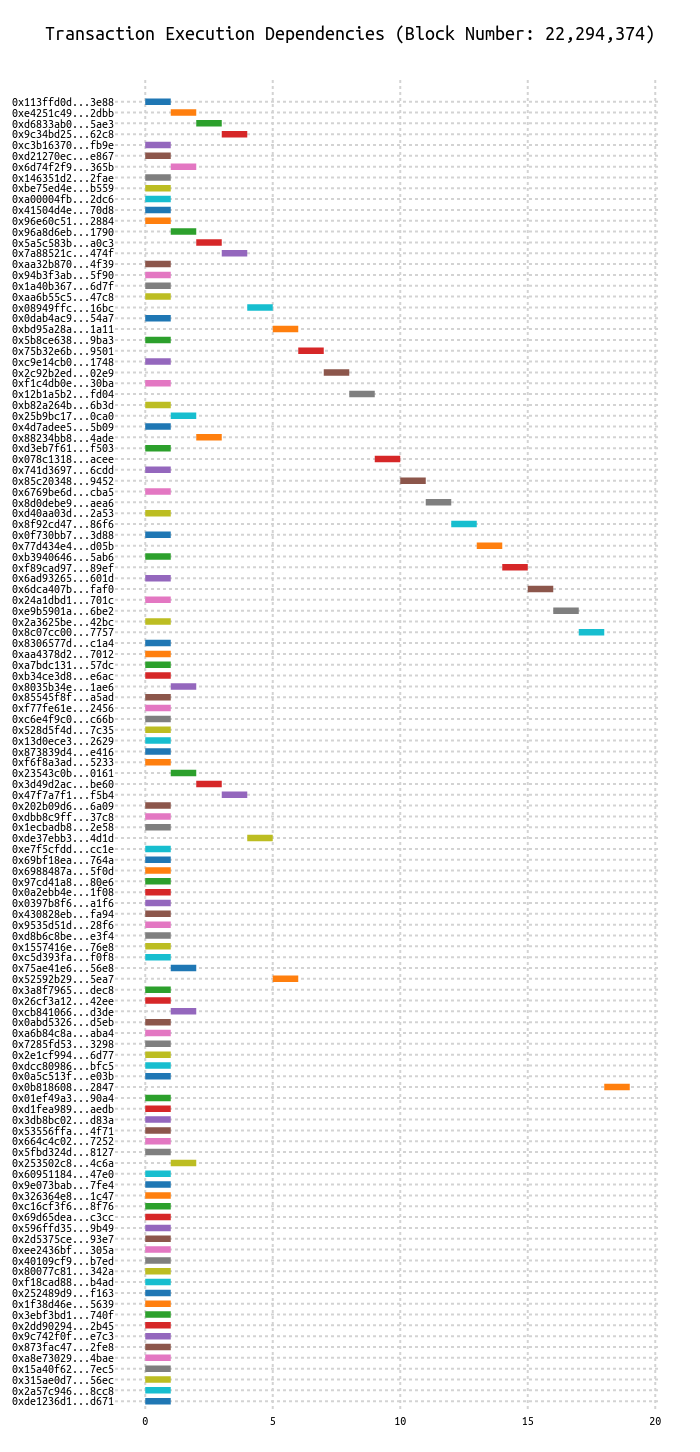 Transaction Execution Dependencies (Block Number: 22,294,374)
0x113ffd0d...3e88
0xe4251c49...2dbb
0xd6833ab0...5ae3
0x9c34bd25...62c8
0xc3b16370...fb9e
0xd21270ec...e867
0x6d74f2f9...365b
0x146351d2...2fae
0xbe75ed4e...b559
0xa00004fb...2dc6
0x41504d4e...70d8
0x96e60c51...2884
0x96a8d6eb...1790
0x5a5c583b...a0c3
0x7a88521c...474f
0xaa32b870...4f39
0x94b3f3ab...5f90
0x1a40b367...6d7f
0xaa6b55c5...47c8
0x08949ffc...16bc
0x0dab4ac9...54a7
0xbd95a28a...1a11
0x5b8ce638...9ba3
0x75b32e6b...9501
0xc9e14cb0...1748
0x2c92b2ed...02e9
0xf1c4db0e...30ba
0x12b1a5b2...fd04
0xb82a264b...6b3d
0x25b9bc17...0ca0
0x4d7adee5...5b09
0x88234bb8...4ade
0xd3eb7f61...f503
0x078c1318...acee
0x741d3697...6cdd
0x85c20348...9452
0x6769be6d...cba5
0x8d0debe9...aea6
0xd40aa03d...2a53
0x8f92cd47...86f6
0x0f730bb7...3d88
0x77d434e4...d05b
0xb3940646...5ab6
0xf89cad97...89ef
0x6ad93265...601d
0x6dca407b...faf0
0x24a1dbd1...701c
0xe9b5901a...6be2
0x2a3625be...42bc
0x8c07cc00...7757
0x8306577d...c1a4
0xaa4378d2...7012
0xa7bdc131...57dc
0xb34ce3d8...e6ac
0x8035b34e...1ae6
0x85545f8f...a5ad
0xf77fe61e...2456
0xc6e4f9c0...c66b
0x528d5f4d...7c35
0x13d0ece3...2629
0x873839d4...e416
0xf6f8a3ad...5233
0x23543c0b...0161
0x3d49d2ac...be60
0x47f7a7f1...f5b4
0x202b09d6...6a09
0xdbb8c9ff...37c8
0x1ecbadb8...2e58
0xde37ebb3...4d1d
0xe7f5cfdd...cc1e
0x69bf18ea...764a
0x6988487a...5f0d
0x97cd41a8...80e6
0x0a2ebb4e...1f08
0x0397b8f6...a1f6
0x430828eb...fa94
0x9535d51d...28f6
0xd8b6c8be...e3f4
0x1557416e...76e8
0xc5d393fa...f0f8
0x75ae41e6...56e8
0x52592b29...5ea7
0x3a8f7965...dec8
0x26cf3a12...42ee
0xcb841066...d3de
0x0abd5326...d5eb
0xa6b84c8a...aba4
0x7285fd53...3298
0x2e1cf994...6d77
0xdcc80986...bfc5
0x0a5c513f...e03b
0x0b818608...2847
0x01ef49a3...90a4
0xd1fea989...aedb
0x3db8bc02...d83a
0x53556ffa...4f71
0x664c4c02...7252
0x5fbd324d...8127
0x253502c8...4c6a
0x60951184...47e0
0x9e073bab...7fe4
0x326364e8...1c47
0xc16cf3f6...8f76
0x69d65dea...c3cc
0x596ffd35...9b49
0x2d5375ce...93e7
0xee2436bf...305a
0x40109cf9...b7ed
0x80077c81...342a
0xf18cad88...b4ad
0x252489d9...f163
0x1f38d46e...5639
0x3ebf3bd1...740f
0x2dd90294...2b45
0x9c742f0f...e7c3
0x873fac47...2fe8
0xa8e73029...4bae
0x15a40f62...7ec5
0x315ae0d7...56ec
0x2a57c946...8cc8
0xde1236d1...d671
0 5 10 15 20